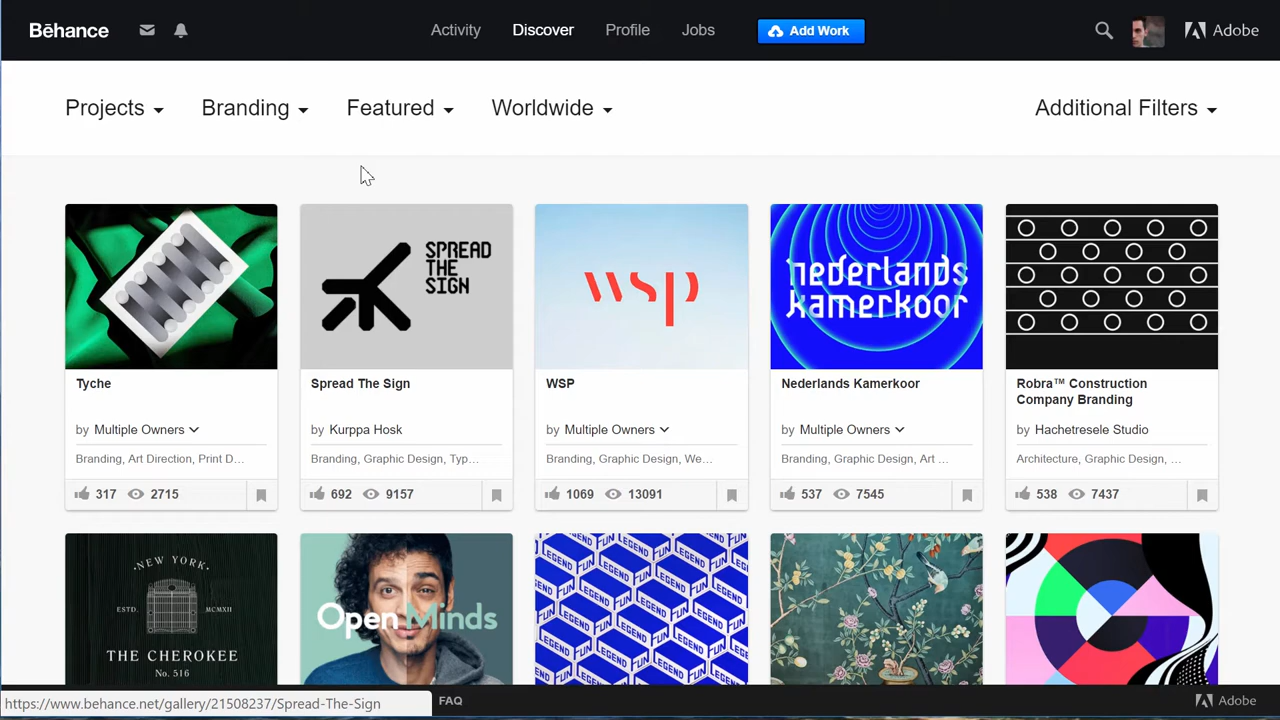 Bēhance
Activity
Discover
Profile
Jobs
Add Work
Adobe
Projects
Branding
Featured
Worldwide
Additional Filters
SPREAD
THE
SIGN
wsp
nederlands
kamerkoor
Tyche
Spread The Sign
WSP
Nederlands Kamerkoor
Robra™ Construction
Company Branding
by Multiple Owners
by Kurppa Hosk
by Multiple Owners
by Multiple Owners
by Hachetresele Studio
Branding, Art Direction, Print D...
Branding, Graphic Design, Typ...
Branding, Graphic Design, We...
Branding, Graphic Design, Art ...
Architecture, Graphic Design, ...
317 2715
692 9157
1069 13091
537 7545
538 7437
·NEW YORK·
ESTD. MCMXII
THE CHEROKEE
No. 516
Open Minds
LEGEND FUN
https://www.behance.net/gallery/21508237/Spread-The-Sign
FAQ
Adobe